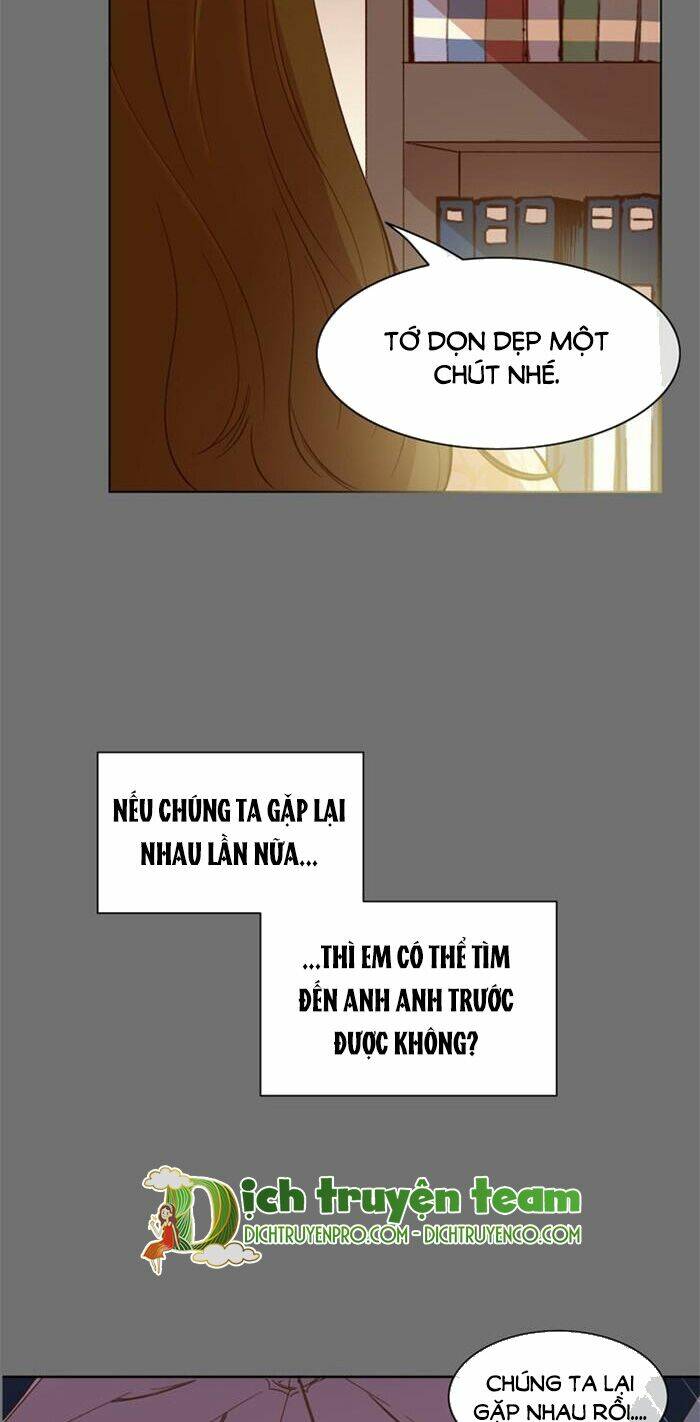 TỚ DỌN DẸP MỘT
CHÚT NHÉ.
NẾU CHÚNG TA GẶP LẠI
NHAU LẦN NỮA...
...THÌ EM CÓ THỂ TÌM
ĐẾN ANH ANH TRƯỚC
ĐƯỢC KHÔNG?
Dịch truyện team
DICHTRUYENPRO.COM - DICHTRUYENCO.COM
CHÚNG TA LẠI
GẶP NHAU RỒI....